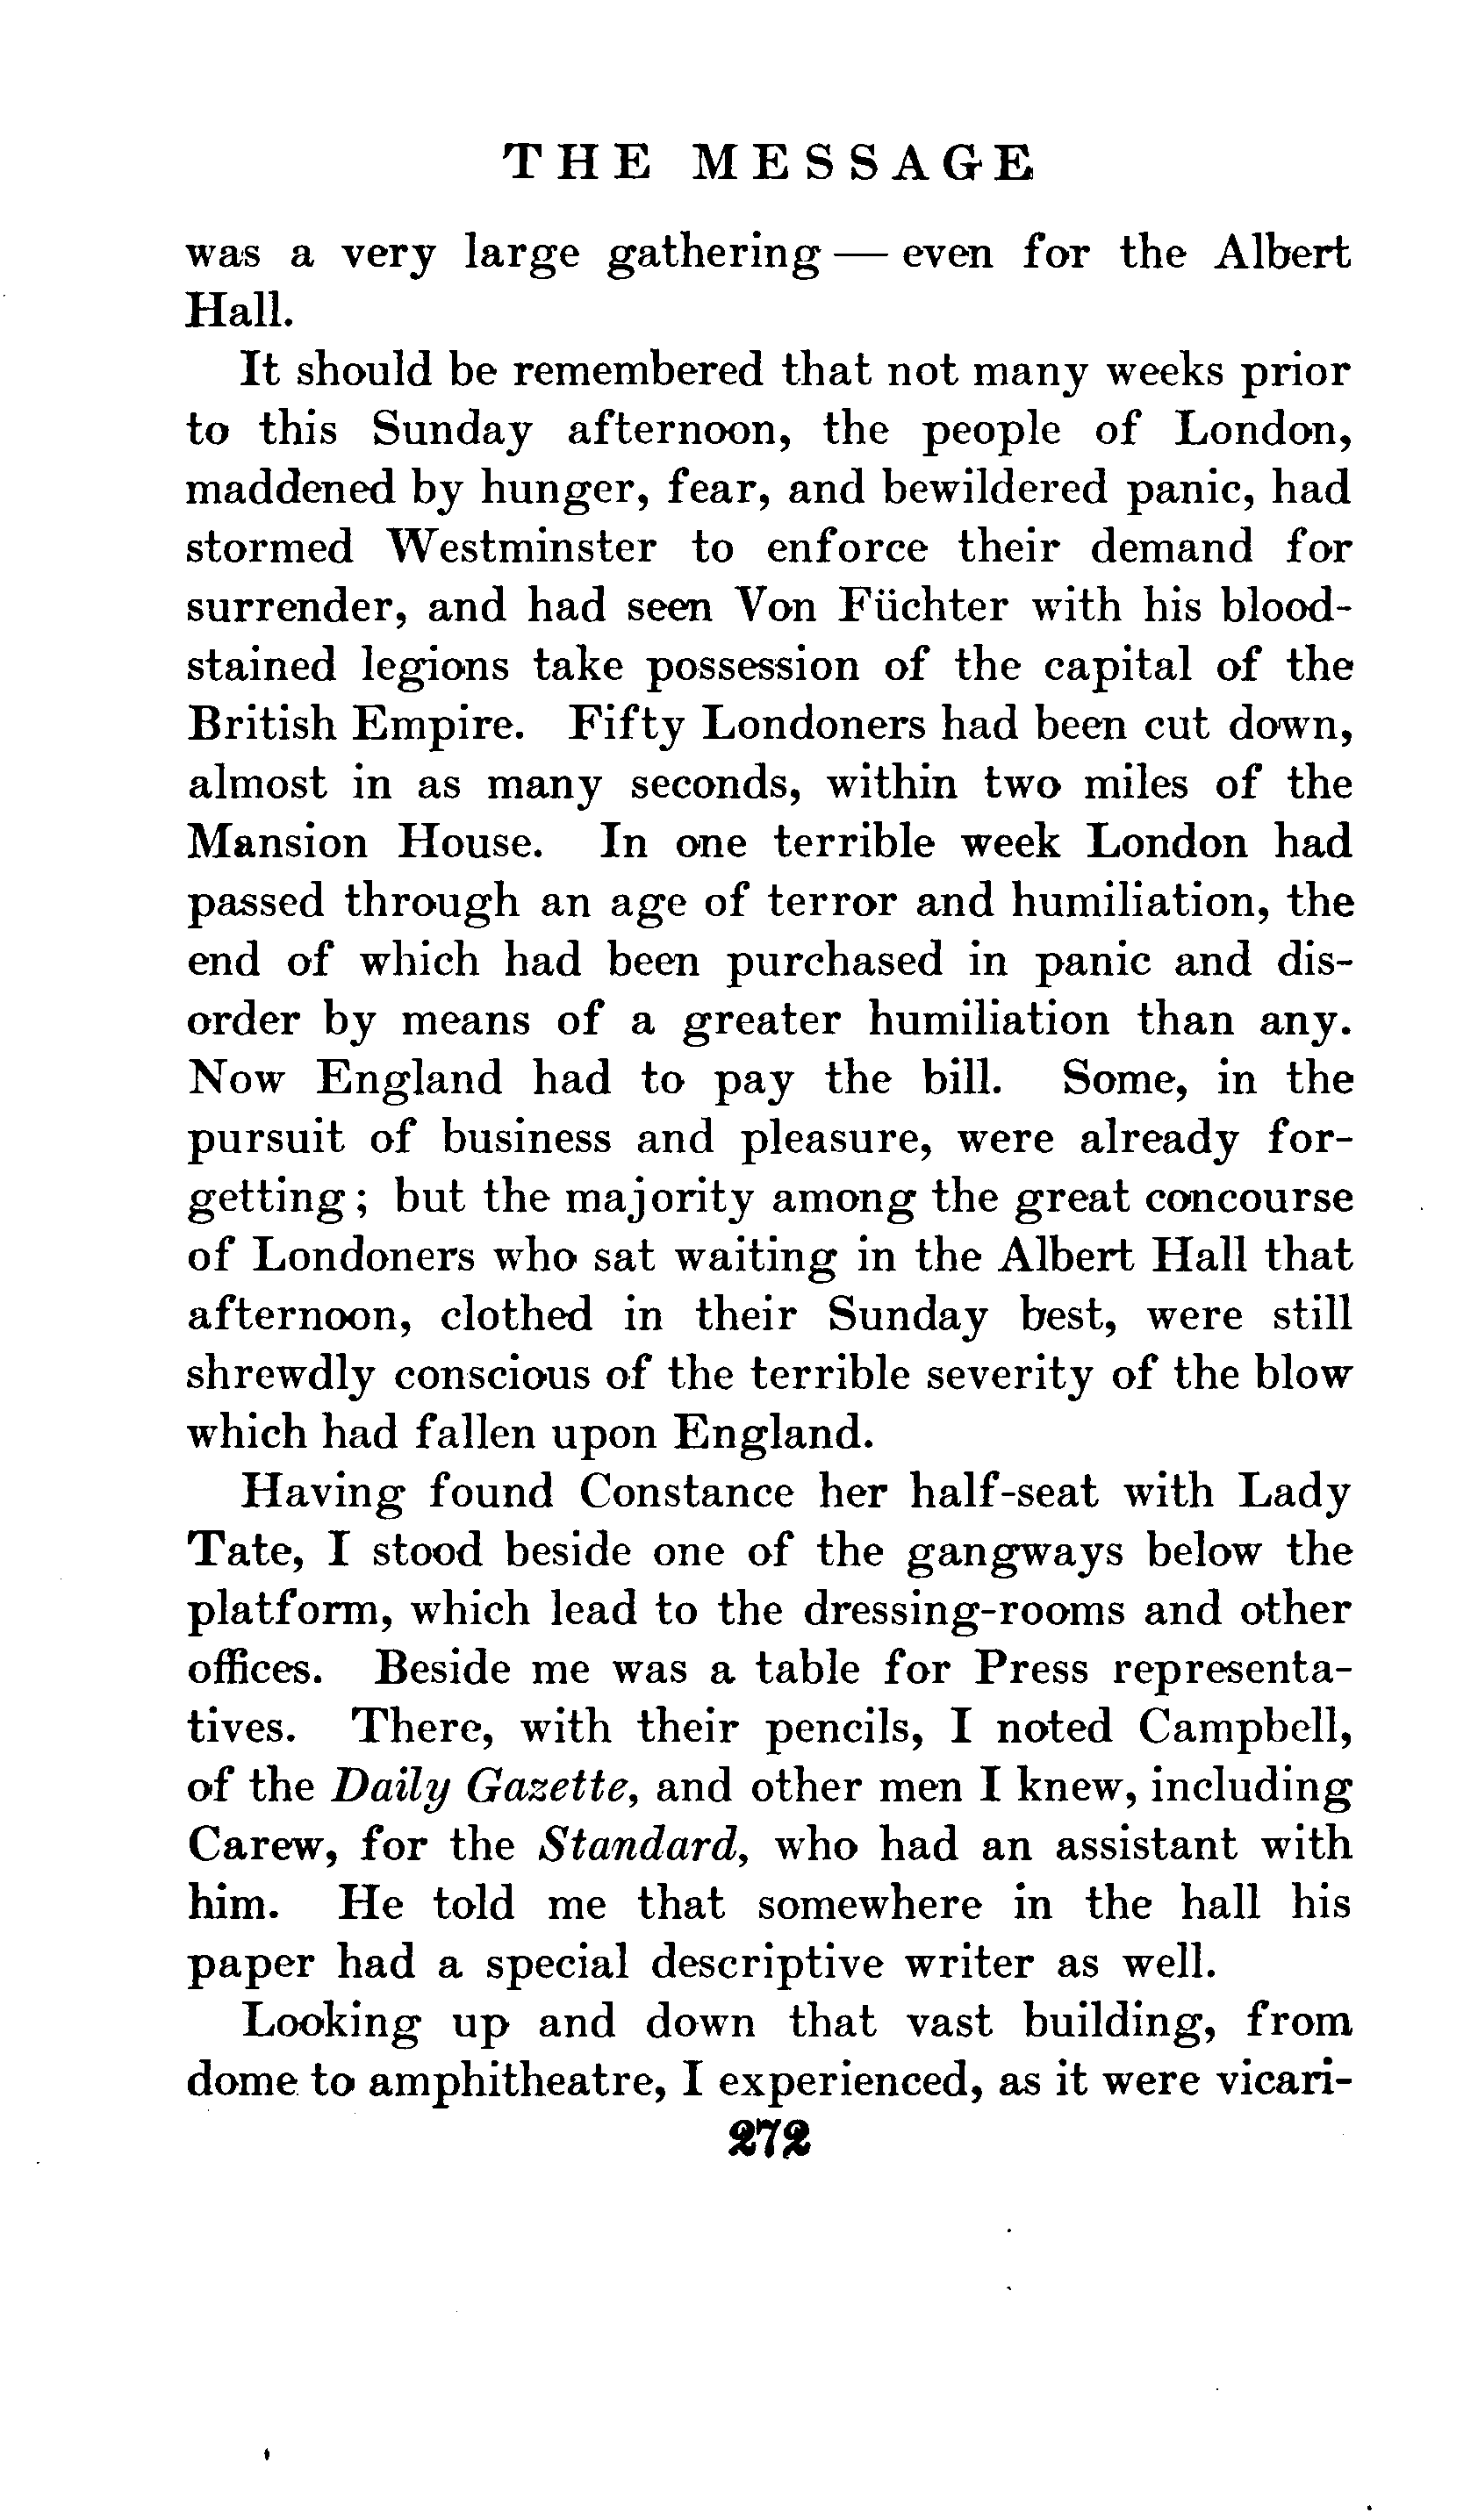 THE MESSAGE
was a very large gathering — even for the Albert
Hall.
It should be remembered that not many weeks prior
to this Sunday afternoon, the people of London,
maddened by hunger, fear, and bewildered panic, had
stormed Westminster to enforce their demand for
surrender, and had seen Von Füchter with his blood-
stained legions take possession of the capital of the
British Empire. Fifty Londoners had been cut down,
almost in as many seconds, within two miles of the
Mansion House. In one terrible week London had
passed through an age of terror and humiliation, the
end of which had been purchased in panic and dis-
order by means of a greater humiliation than any.
Now England had to pay the bill. Some, in the
pursuit of business and pleasure, were already for-
getting; but the majority among the great concourse
of Londoners who sat waiting in the Albert Hall that
afternoon, clothed in their Sunday best, were still
shrewdly conscious of the terrible severity of the blow
which had fallen upon England.
Having found Constance her half-seat with Lady
Tate, I stood beside one of the gangways below the
platform, which lead to the dressing-rooms and other
offices. Beside me was a table for Press representa-
tives. There, with their pencils, I noted Campbell,
of the Daily Gazette, and other men I knew, including
Carew, for the Standard, who had an assistant with
him. He told me that somewhere in the hall his
paper had a special descriptive writer as well.
Looking up and down that vast building, from
dome to amphitheatre, I experienced, as it were vicari-
272